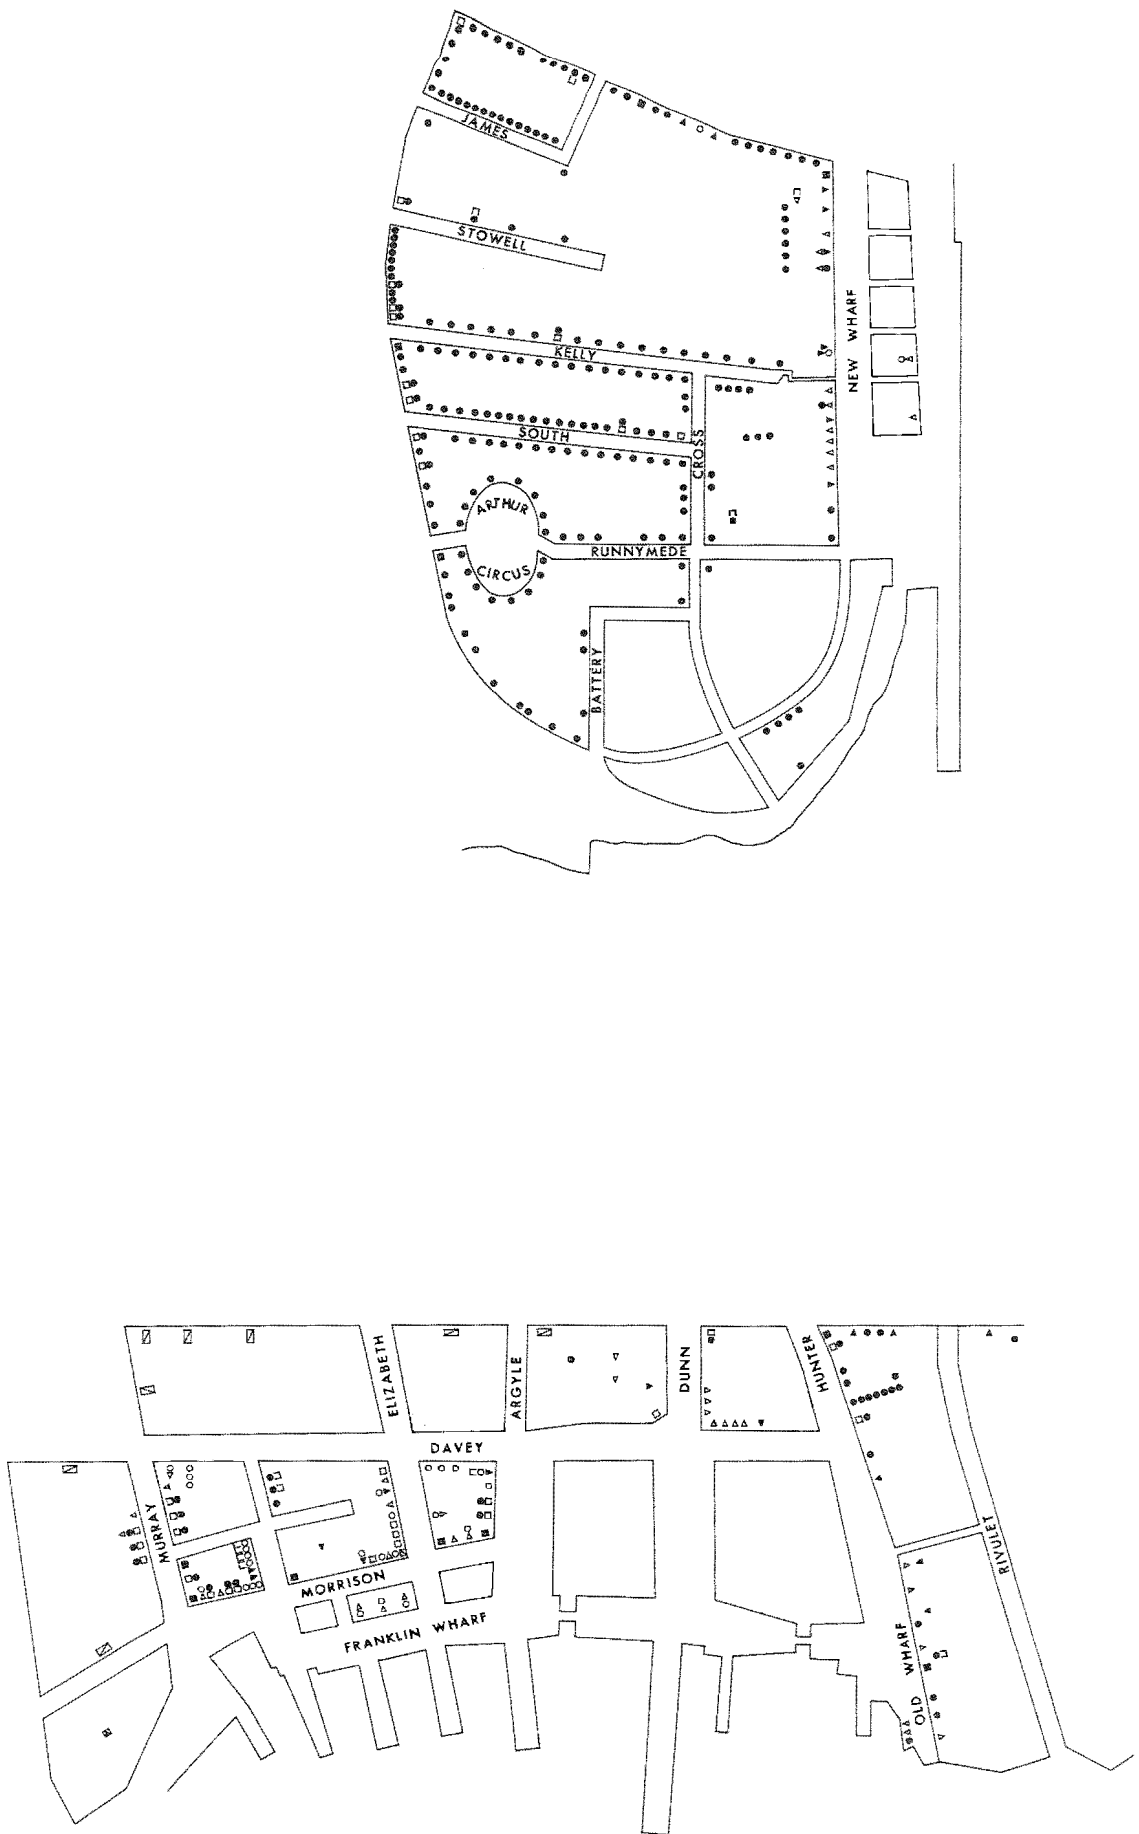 JAMES
STOWELL
NEW WHARF
KELLY
SOUTH
CROSS
ARTHUR
CIRCUS
RUNNYMEDE
BATTERY
ELIZABETH
ARGYLE
DUNN
HUNTER
DAVEY
MURRAY
MORRISON
FRANKLIN WHARF
OLD WHARF
RIVULET